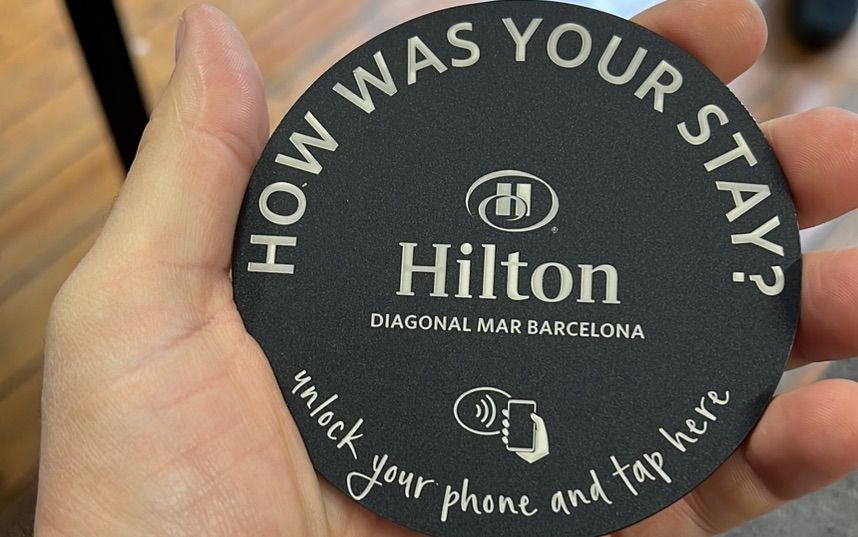 HOW WAS YOUR STAY?
H
Hilton
DIAGONAL MAR BARCELONA
unlock your phone and tap here